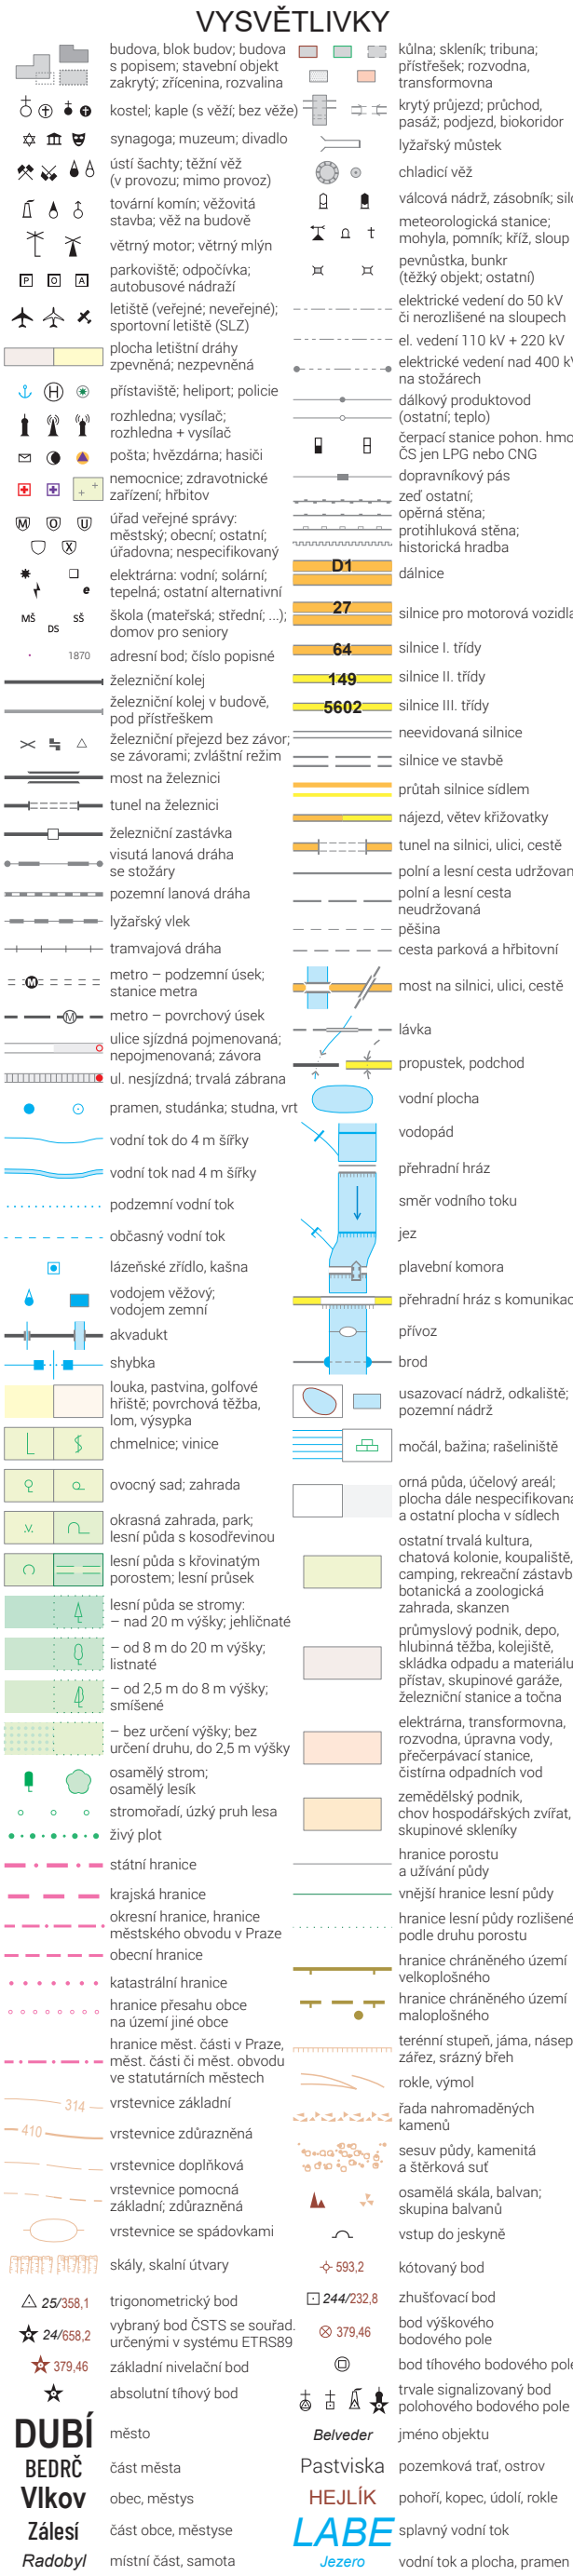 VYSVĚTLIVKY
budova, blok budov; budova
s popisem; stavební objekt
zakrytý; zřícenina, rozvalina
kostel; kaple (s věží; bez věže)
synagoga; muzeum; divadlo
ústí šachty; těžní věž
(v provozu; mimo provoz)
tovární komín; věžovitá
stavba; věž na budově
větrný motor; větrný mlýn
P O A
parkoviště; odpočívka;
autobusové nádraží
letiště (veřejné; neveřejné);
sportovní letiště (SLZ)
plocha letištní dráhy
zpevněná; nezpevněná
H
přístaviště; heliport; policie
rozhledna; vysílač;
rozhledna + vysílač
pošta; hvězdárna; hasiči
nemocnice; zdravotnické
zařízení; hřbitov
M O U
X
úřad veřejné správy:
městský; obecní; ostatní;
úřadovna; nespecifikovaný
e
elektrárna: vodní; solární;
tepelná; ostatní alternativní
MŠ DS SŠ
škola (mateřská; střední; ...);
domov pro seniory
1870
adresní bod; číslo popisné
železniční kolej
železniční kolej v budově,
pod přístřeškem
železniční přejezd bez závor;
se závorami; zvláštní režim
most na železnici
tunel na železnici
železniční zastávka
visutá lanová dráha
se stožáry
pozemní lanová dráha
lyžařský vlek
tramvajová dráha
M
metro – podzemní úsek;
stanice metra
M
metro – povrchový úsek
ulice sjízdná pojmenovaná;
nepojmenovaná; závora
ul. nesjízdná; trvalá zábrana
pramen, studánka; studna, vrt
vodní tok do 4 m šířky
vodní tok nad 4 m šířky
podzemní vodní tok
občasný vodní tok
lázeňské zřídlo, kašna
vodojem věžový;
vodojem zemní
akvadukt
shybka
louka, pastvina, golfové
hřiště; povrchová těžba,
lom, výsypka
chmelnice; vinice
ovocný sad; zahrada
okrasná zahrada, park;
lesní půda s kosodřevinou
lesní půda s křovinatým
porostem; lesní průsek
lesní půda se stromy:
– nad 20 m výšky; jehličnaté
– od 8 m do 20 m výšky;
listnaté
– od 2,5 m do 8 m výšky;
smíšené
– bez určení výšky; bez
určení druhu, do 2,5 m výšky
osamělý strom;
osamělý lesík
stromořadí, úzký pruh lesa
živý plot
státní hranice
krajská hranice
okresní hranice, hranice
městského obvodu v Praze
obecní hranice
katastrální hranice
hranice přesahu obce
na území jiné obce
hranice měst. části v Praze,
měst. části či měst. obvodu
ve statutárních městech
314
vrstevnice základní
410
vrstevnice zdůrazněná
vrstevnice doplňková
vrstevnice pomocná
základní; zdůrazněná
vrstevnice se spádovkami
skály, skalní útvary
25/358,1
trigonometrický bod
24/658,2
vybraný bod ČSTS se souřad.
určenými v systému ETRS89
379,46
základní nivelační bod
absolutní tíhový bod
DUBÍ
město
BEDRČ
část města
Vlkov
obec, městys
Zálesí
část obce, městyse
Radobyl
místní část, samota
kůlna; skleník; tribuna;
přístřešek; rozvodna,
transformovna
krytý průjezd; průchod,
pasáž; podjezd, biokoridor
lyžařský můstek
chladicí věž
válcová nádrž, zásobník; silo
meteorologická stanice;
mohyla, pomník; kříž, sloup
pevnůstka, bunkr
(těžký objekt; ostatní)
elektrické vedení do 50 kV
či nerozlišené na sloupech
el. vedení 110 kV + 220 kV
elektrické vedení nad 400 kV
na stožárech
dálkový produktovod
(ostatní; teplo)
čerpací stanice pohon. hmo
ČS jen LPG nebo CNG
dopravníkový pás
zeď ostatní;
opěrná stěna;
protihluková stěna;
historická hradba
D1
dálnice
27
silnice pro motorová vozidla
64
silnice I. třídy
149
silnice II. třídy
5602
silnice III. třídy
neevidovaná silnice
silnice ve stavbě
průtah silnice sídlem
nájezd, větev křižovatky
tunel na silnici, ulici, cestě
polní a lesní cesta udržovan
polní a lesní cesta
neudržovaná
pěšina
cesta parková a hřbitovní
most na silnici, ulici, cestě
lávka
propustek, podchod
vodní plocha
vodopád
přehradní hráz
směr vodního toku
jez
plavební komora
přehradní hráz s komunikac
přívoz
brod
usazovací nádrž, odkaliště;
pozemní nádrž
močál, bažina; rašeliniště
orná půda, účelový areál;
plocha dále nespecifikovaná
a ostatní plocha v sídlech
ostatní trvalá kultura,
chatová kolonie, koupaliště,
camping, rekreační zástavb
botanická a zoologická
zahrada, skanzen
průmyslový podnik, depo,
hlubinná těžba, kolejiště,
skládka odpadu a materiálu
přístav, skupinové garáže,
železniční stanice a točna
elektrárna, transformovna,
rozvodna, úpravna vody,
přečerpávací stanice,
čistírna odpadních vod
zemědělský podnik,
chov hospodářských zvířat,
skupinové skleníky
hranice porostu
a užívání půdy
vnější hranice lesní půdy
hranice lesní půdy rozlišené
podle druhu porostu
hranice chráněného území
velkoplošného
hranice chráněného území
maloplošného
terénní stupeň, jáma, násep
zářez, srázný břeh
rokle, výmol
řada nahromaděných
kamenů
sesuv půdy, kamenitá
a štěrková suť
osamělá skála, balvan;
skupina balvanů
vstup do jeskyně
593,2
kótovaný bod
244/232,8
zhušťovací bod
379,46
bod výškového
bodového pole
bod tíhového bodového pole
trvale signalizovaný bod
polohového bodového pole
Belveder
jméno objektu
Pastviska
pozemková trať, ostrov
HEJLÍK
pohoří, kopec, údolí, rokle
LABE
splavný vodní tok
Jezero
vodní tok a plocha, pramen